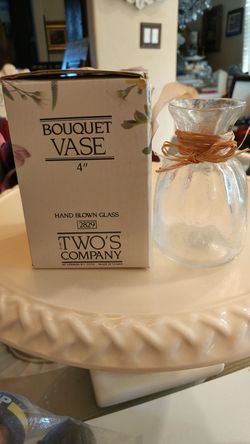 BOUQUET
VASE
4"
HAND BLOWN GLASS
2829
TWO'S
COMPANY